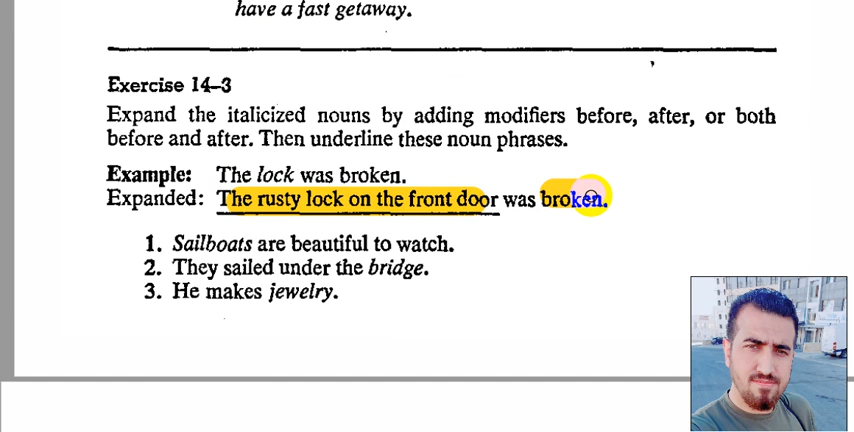 have a fast getaway.
Exercise 14–3
Expand the italicized nouns by adding modifiers before, after, or both
before and after. Then underline these noun phrases.
Example: The lock was broken.
Expanded: The rusty lock on the front door was broken.
1. Sailboats are beautiful to watch.
2. They sailed under the bridge.
3. He makes jewelry.